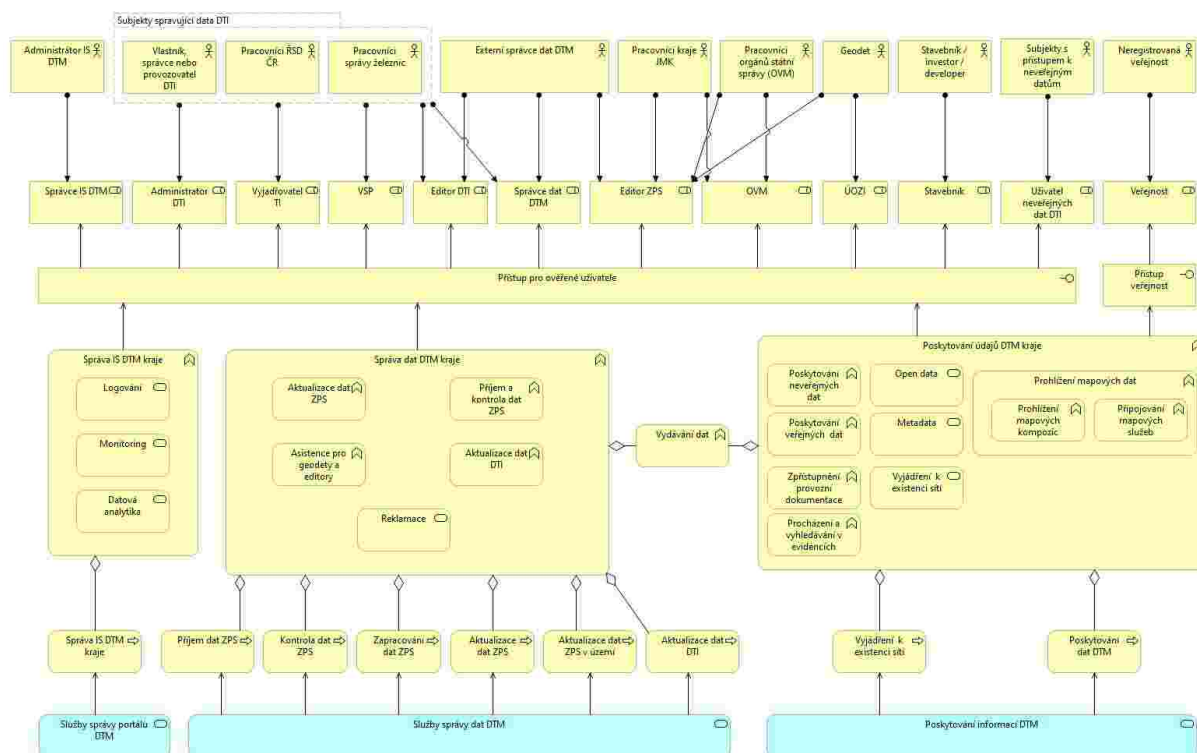 Subjekty spravující data DTI
Administrátor IS
DTM
Vlastník,
správce nebo
provozovatel
DTI
Pracovníci ŘSD
ČR
Pracovníci
správy železnic
Externí správce dat DTM
Pracovníci kraje
JMK
Pracovníci
orgánů státní
správy (OVM)
Geodet
Stavebník /
investor /
developer
Subjekty s
přístupem k
neveřejným
datům
Neregistrovaná
veřejnost
Správce IS DTM
Administrator
DTI
Vyjadřovatel
TI
VSP
Editor DTI
Správce dat
DTM
Editor ZPS
OVM
ÚOZI
Stavebník
Uživatel
neveřejných
dat DTI
Veřejnost
Přístup pro ověřené uživatele
Přístup
veřejnost
Správa IS DTM kraje
Logování
Monitoring
Datová
analytika
Správa dat DTM kraje
Aktualizace dat
ZPS
Příjem a
kontrola dat
ZPS
Asistence pro
geodety a
editory
Aktualizace dat
DTI
Reklamace
Vydávání dat
Poskytování údajů DTM kraje
Poskytování
neveřejných
dat
Open data
Prohlížení mapových dat
Prohlížení
mapových
kompozic
Připojování
mapových
služeb
Poskytování
veřejných dat
Metadata
Zpřístupnění
provozní
dokumentace
Vyjádření k
existenci sítí
Procházení a
vyhledávání v
evidencích
Správa IS DTM
kraje
Příjem dat ZPS
Kontrola dat
ZPS
Zapracování
dat ZPS
Aktualizace
dat ZPS
Aktualizace dat
ZPS v území
Aktualizace dat
DTI
Vyjádření k
existenci sítí
Poskytování
dat DTM
Služby správy portálu
DTM
Služby správy dat DTM
Poskytování informací DTM